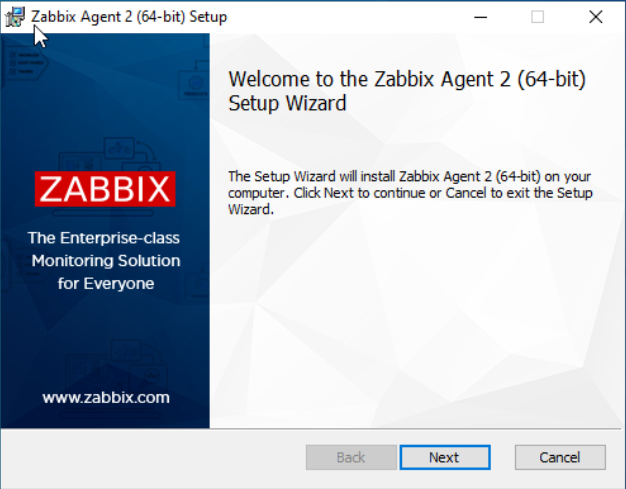 Zabbix Agent 2 (64-bit) Setup
Welcome to the Zabbix Agent 2 (64-bit)
Setup Wizard
The Setup Wizard will install Zabbix Agent 2 (64-bit) on your
computer. Click Next to continue or Cancel to exit the Setup
Wizard.
ZABBIX
The Enterprise-class
Monitoring Solution
for Everyone
www.zabbix.com
Back
Next
Cancel